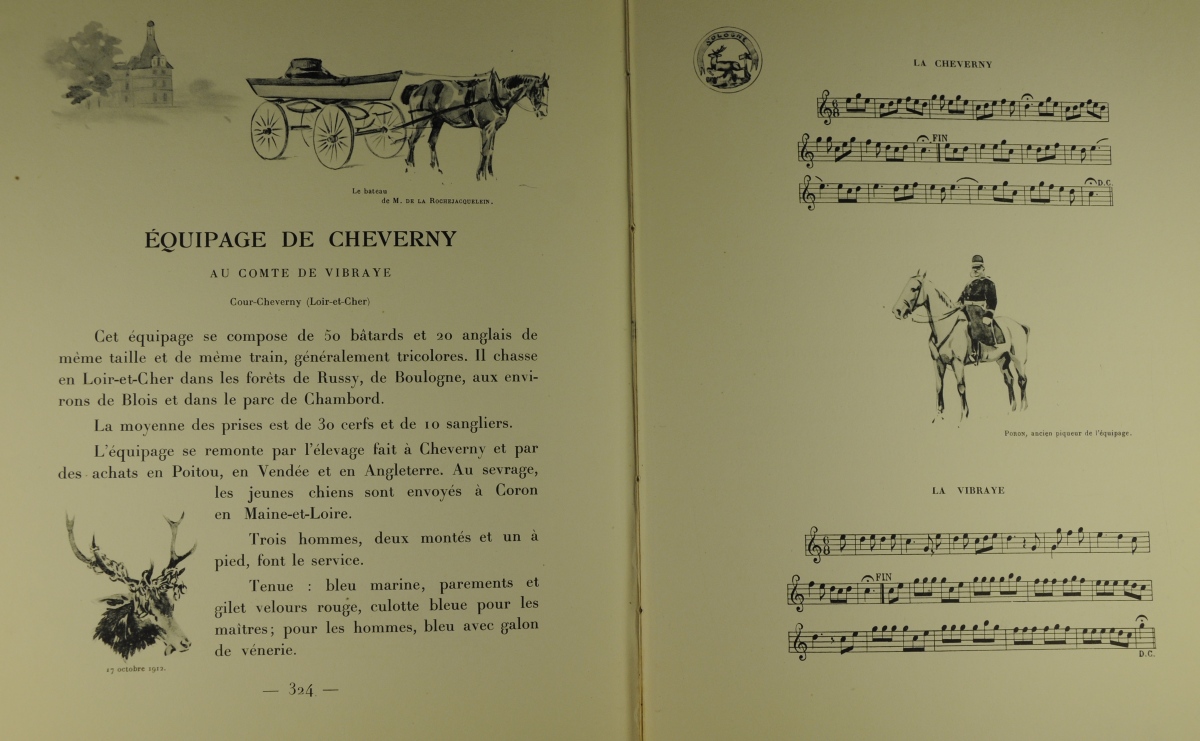 Le bateau
de M. DE LA ROCHEJACQUELEIN.
ÉQUIPAGE DE CHEVERNY
AU COMTE DE VIBRAYE
Cour-Cheverny (Loir-et-Cher)
Cet équipage se compose de 50 bâtards et 20 anglais de
même taille et de même train, généralement tricolores. Il chasse
en Loir-et-Cher dans les forêts de Russy, de Boulogne, aux envi-
rons de Blois et dans le parc de Chambord.
La moyenne des prises est de 30 cerfs et de 10 sangliers.
L'équipage se remonte par l'élevage fait à Cheverny et par
des achats en Poitou, en Vendée et en Angleterre. Au sevrage,
les jeunes chiens sont envoyés à Coron
en Maine-et-Loire.
Trois hommes, deux montés et un à
pied, font le service.
Tenue : bleu marine, parements et
gilet velours rouge, culotte bleue pour les
maîtres; pour les hommes, bleu avec galon
de vénerie.
17 octobre 1912.
— 324 —
SOLOGNE
LA CHEVERNY
6
8
FIN
D.C.
PORON, ancien piqueur de l'équipage.
LA VIBRAYE
6
8
FIN
D.C.